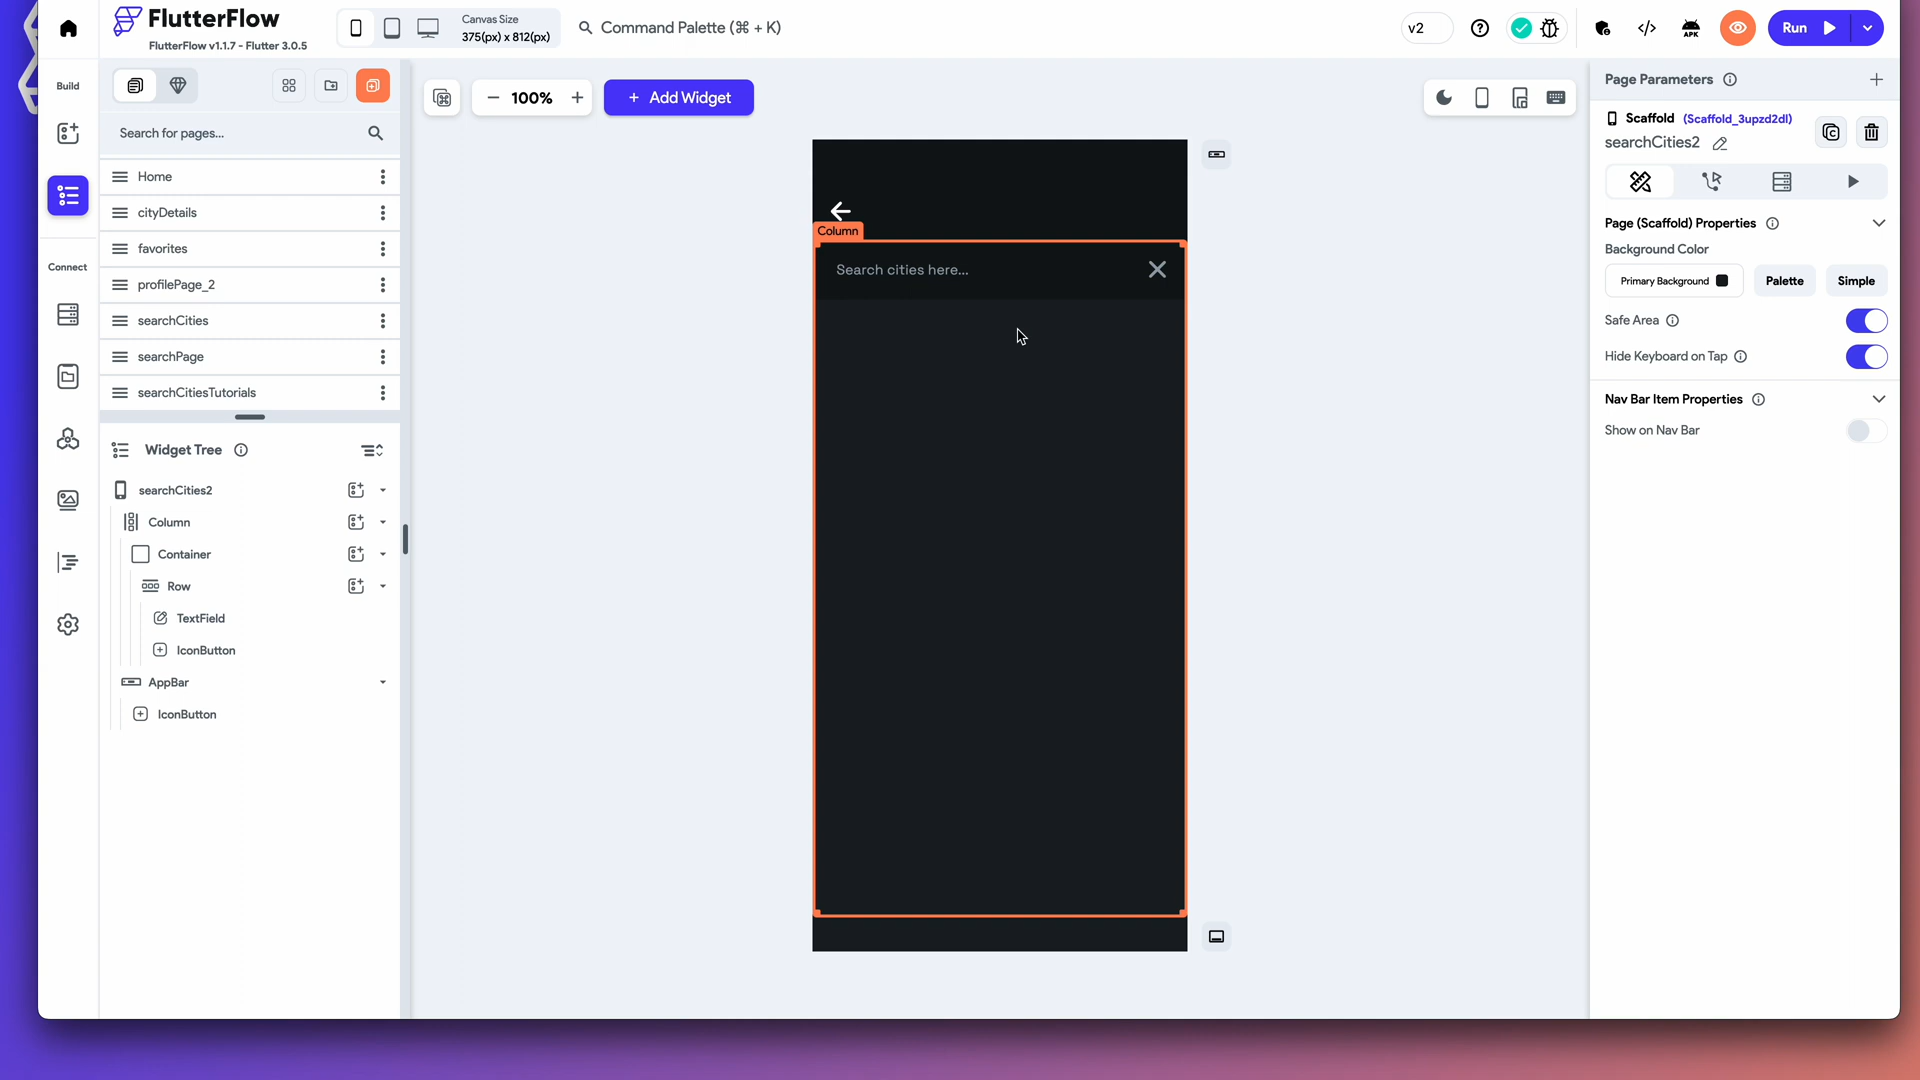 FlutterFlow
FlutterFlow v1.1.7 - Flutter 3.0.5
Canvas Size
375(px) x 812(px)
Command Palette (⌘ + K)
v2
APK
Run
Build
Connect
Search for pages...
Home
cityDetails
favorites
profilePage_2
searchCities
searchPage
searchCitiesTutorials
Widget Tree
searchCities2
Column
Container
Row
TextField
IconButton
AppBar
IconButton
100%
+ Add Widget
Column
Search cities here...
Page Parameters
Scaffold (Scaffold_3upzd2dl)
searchCities2
Page (Scaffold) Properties
Background Color
Primary Background
Palette
Simple
Safe Area
Hide Keyboard on Tap
Nav Bar Item Properties
Show on Nav Bar